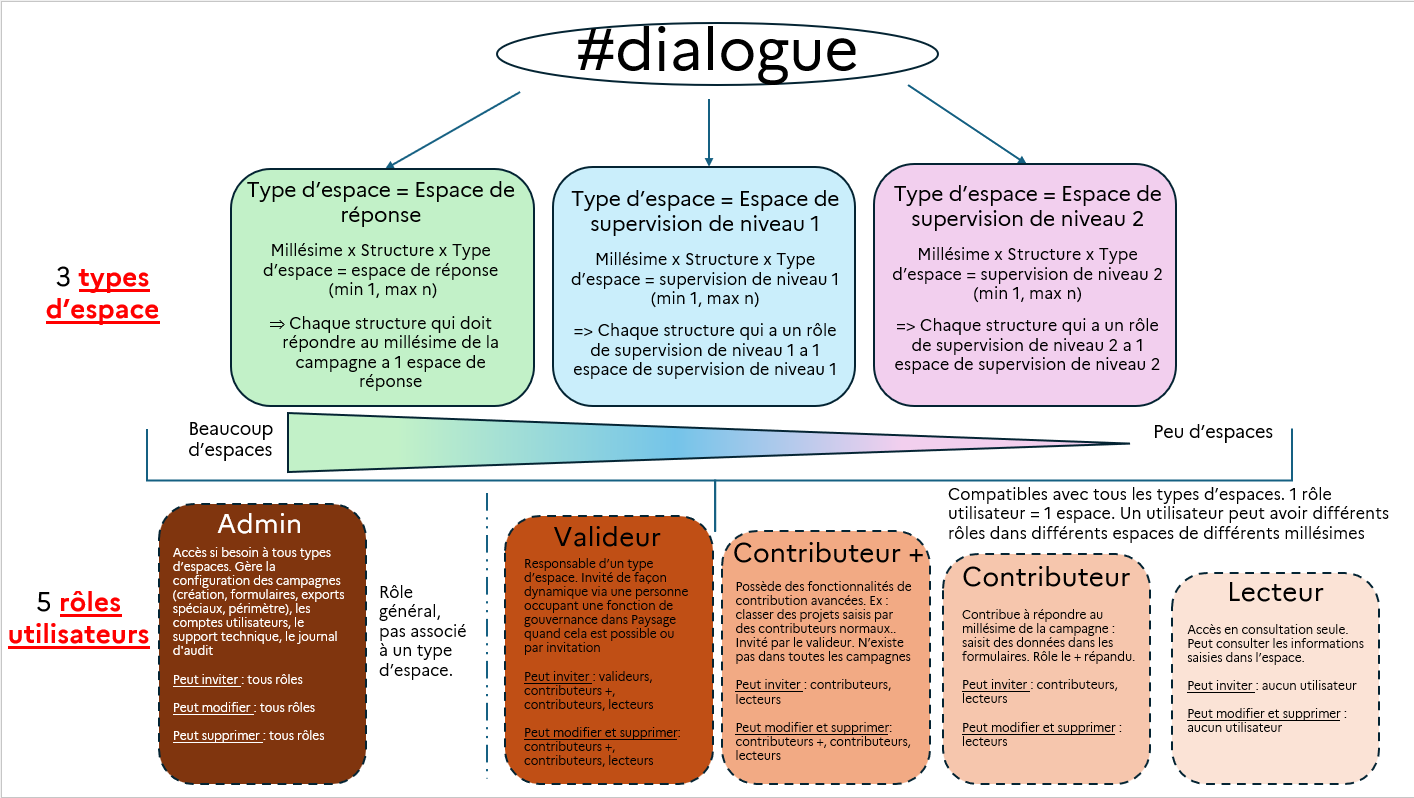 #dialogue
Type d’espace = Espace de
réponse
Millésime x Structure x Type
d’espace = espace de réponse
(min 1, max n)
⇒ Chaque structure qui doit
répondre au millésime de la
campagne a 1 espace de
réponse
Type d’espace = Espace de
supervision de niveau 1
Millésime x Structure x Type
d’espace = supervision de niveau 1
(min 1, max n)
=> Chaque structure qui a un rôle
de supervision de niveau 1 a 1
espace de supervision de niveau 1
Type d’espace = Espace de
supervision de niveau 2
Millésime x Structure x Type
d’espace = supervision de niveau 2
(min 1, max n)
=> Chaque structure qui a un rôle
de supervision de niveau 2 a 1
espace de supervision de niveau 2
3 types
d’espace
Beaucoup
d’espaces
Peu d’espaces
Compatibles avec tous les types d’espaces. 1 rôle
utilisateur = 1 espace. Un utilisateur peut avoir différents
rôles dans différents espaces de différents millésimes
5 rôles
utilisateurs
Admin
Accès si besoin à tous types
d’espaces. Gère la
configuration des campagnes
(création, formulaires, exports
spéciaux, périmètre), les
comptes utilisateurs, le
support technique, le journal
d'audit
Peut inviter : tous rôles
Peut modifier : tous rôles
Peut supprimer : tous rôles
Rôle
général,
pas associé
à un type
d’espace.
Valideur
Responsable d’un type
d’espace. Invité de façon
dynamique via une personne
occupant une fonction de
gouvernance dans Paysage
quand cela est possible ou
par invitation
Peut inviter : valideurs,
contributeurs +,
contributeurs, lecteurs
Peut modifier et supprimer:
contributeurs +,
contributeurs, lecteurs
Contributeur +
Possède des fonctionnalités de
contribution avancées. Ex :
classer des projets saisis par
des contributeurs normaux..
Invité par le valideur. N’existe
pas dans toutes les campagnes
Peut inviter : contributeurs,
lecteurs
Peut modifier et supprimer:
contributeurs +, contributeurs,
lecteurs
Contributeur
Contribue à répondre au
millésime de la campagne :
saisit des données dans les
formulaires. Rôle le + répandu.
Peut inviter : contributeurs,
lecteurs
Peut modifier et supprimer :
lecteurs
Lecteur
Accès en consultation seule.
Peut consulter les informations
saisies dans l’espace.
Peut inviter : aucun utilisateur
Peut modifier et supprimer :
aucun utilisateur